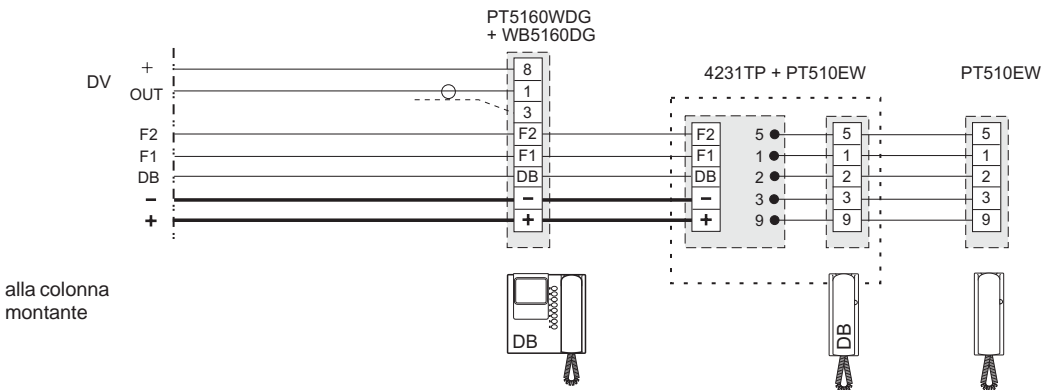 PT5160WDG
+ WB5160DG
4231TP + PT510EW
PT510EW
DV
+
OUT
F2
F1
DB
–
+
8
1
3
F2
F1
DB
–
+
F2
F1
DB
–
+
5
1
2
3
9
5
1
2
3
9
5
1
2
3
9
alla colonna
montante
DB
DB